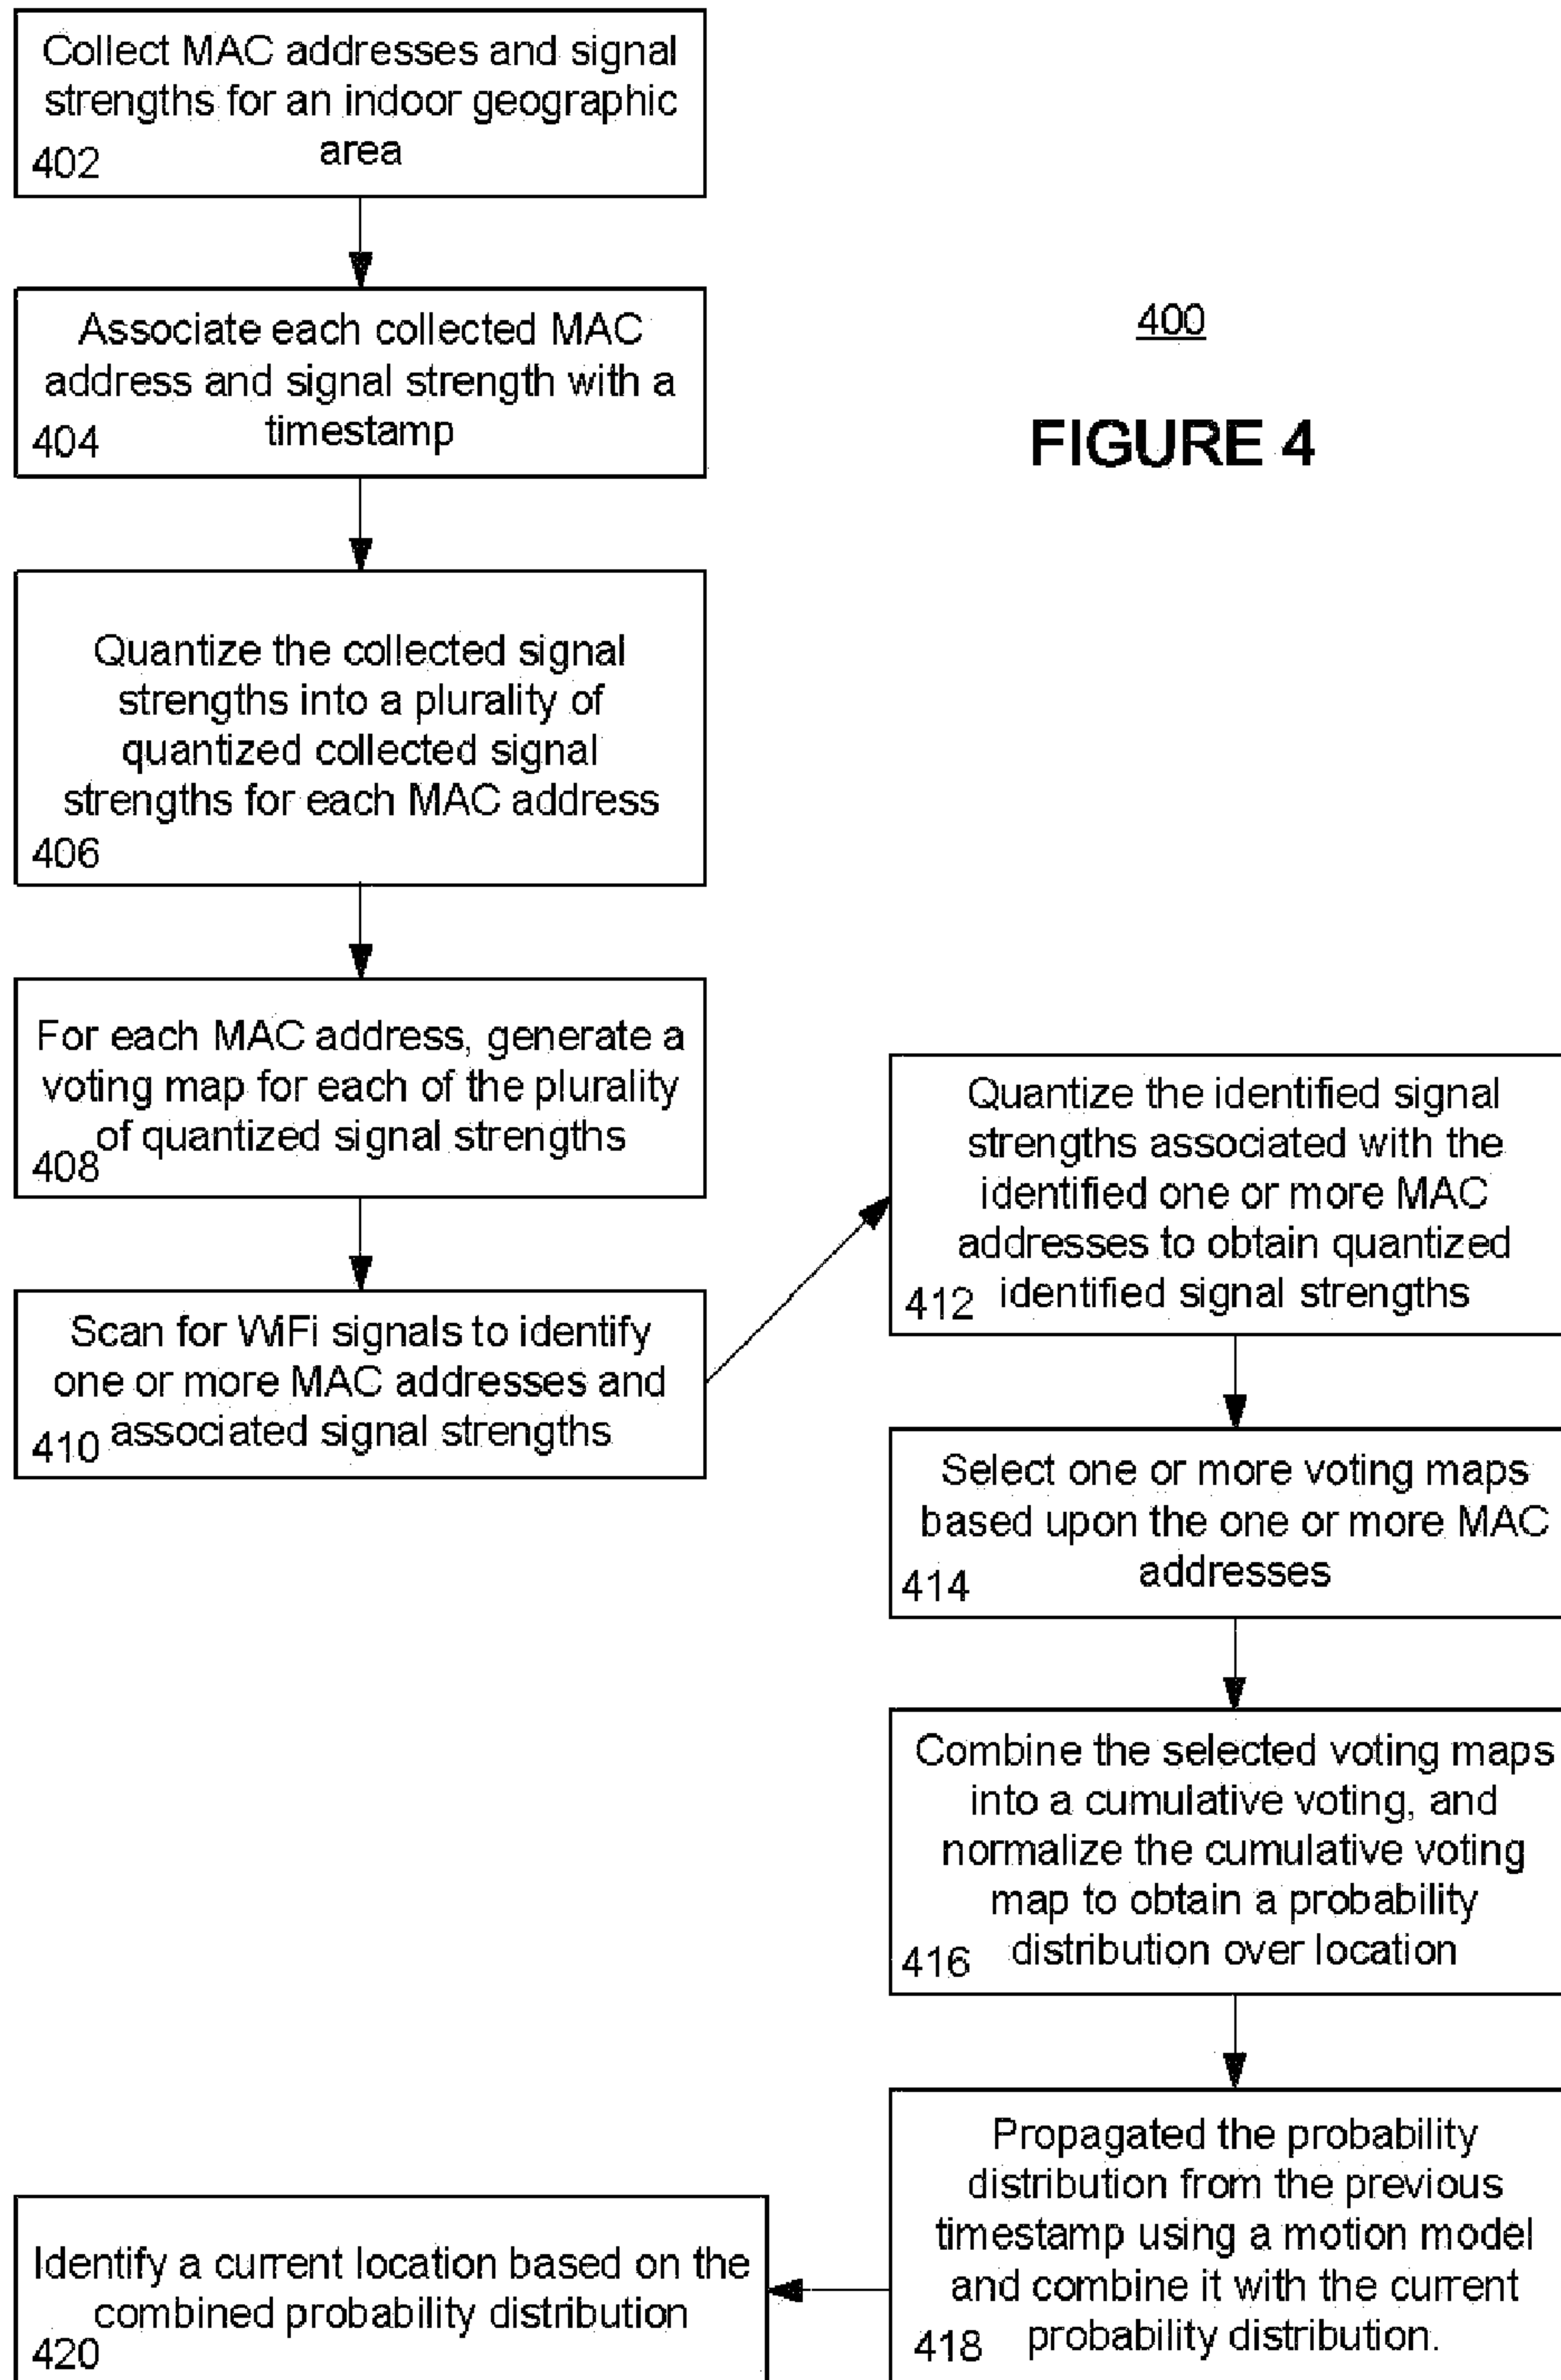 Collect MAC addresses and signal
strengths for an indoor geographic
area
402
Associate each collected MAC
address and signal strength with a
timestamp
404
400
FIGURE 4
Quantize the collected signal
strengths into a plurality of
quantized collected signal
strengths for each MAC address
406
For each MAC address, generate a
voting map for each of the plurality
of quantized signal strengths
408
Scan for WiFi signals to identify
one or more MAC addresses and
associated signal strengths
410
Quantize the identified signal
strengths associated with the
identified one or more MAC
addresses to obtain quantized
identified signal strengths
412
Select one or more voting maps
based upon the one or more MAC
addresses
414
Combine the selected voting maps
into a cumulative voting, and
normalize the cumulative voting
map to obtain a probability
distribution over location
416
Propagated the probability
distribution from the previous
timestamp using a motion model
and combine it with the current
probability distribution.
418
Identify a current location based on the
combined probability distribution
420